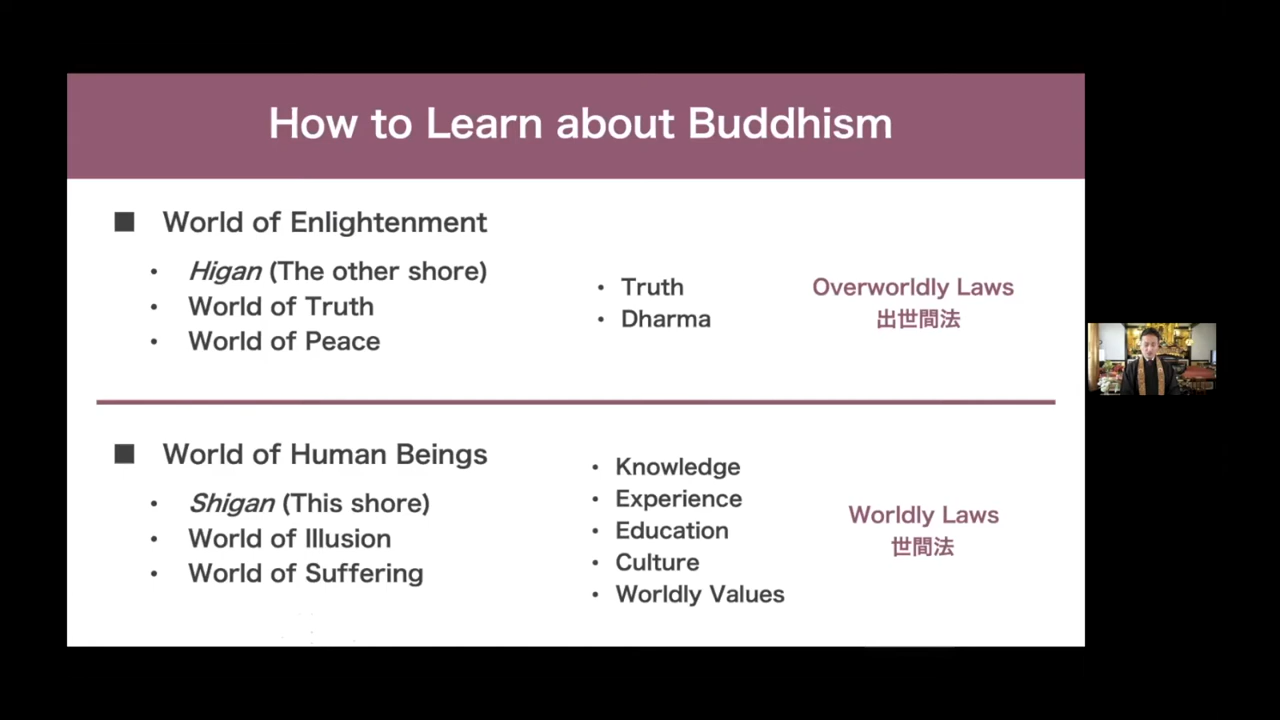 How to Learn about Buddhism
■ World of Enlightenment
• Higan (The other shore)
• World of Truth
• World of Peace
• Truth
• Dharma
Overworldly Laws
出世間法
■ World of Human Beings
• Shigan (This shore)
• World of Illusion
• World of Suffering
• Knowledge
• Experience
• Education
• Culture
• Worldly Values
Worldly Laws
世間法